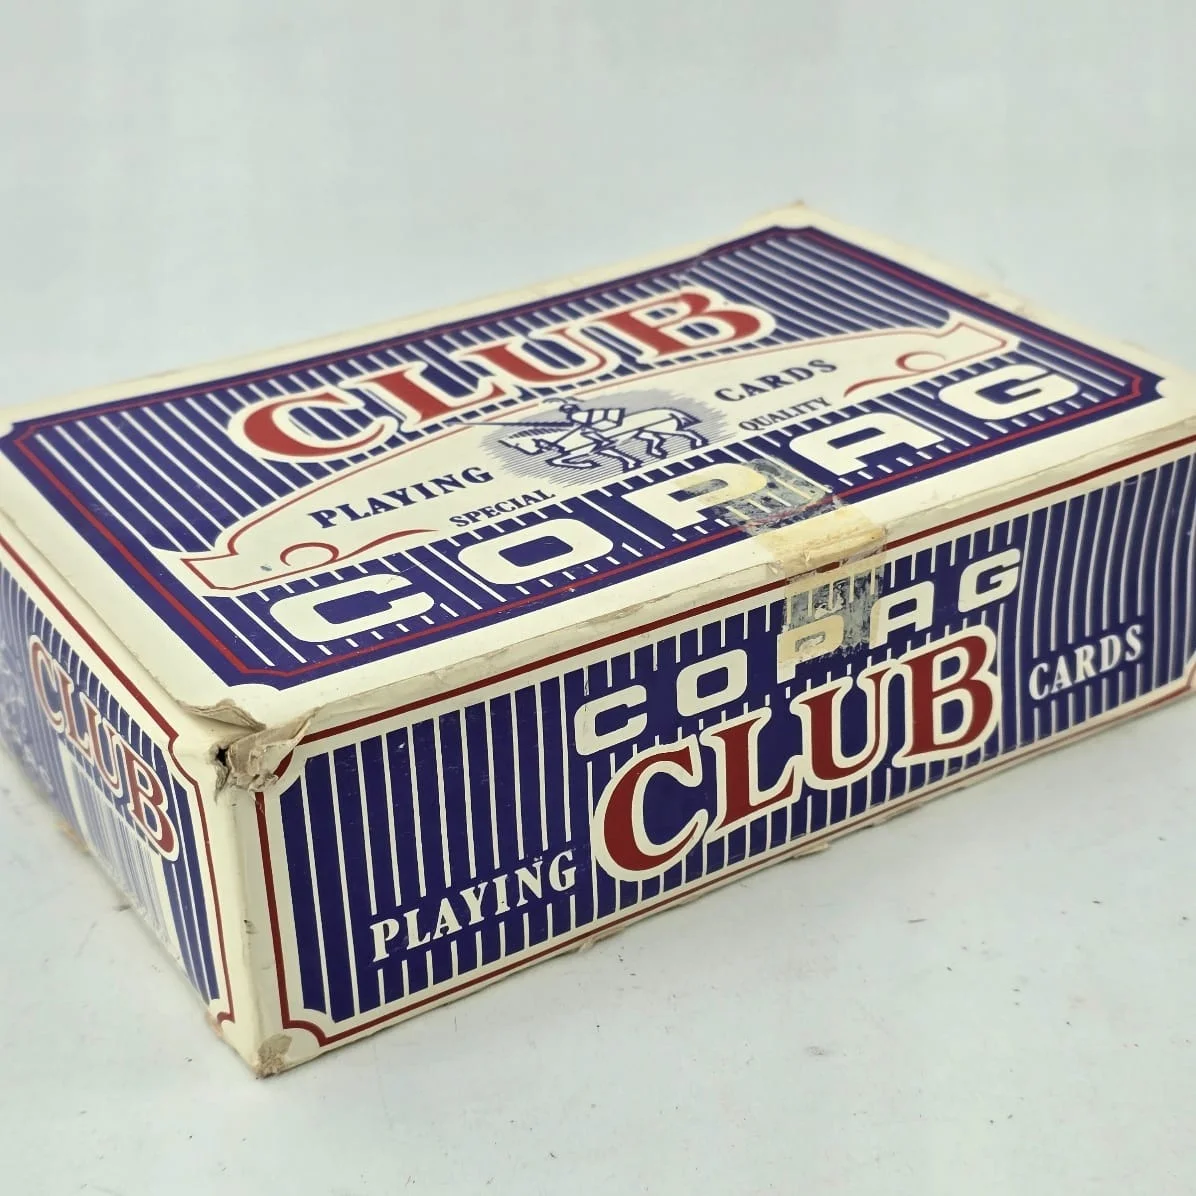 CLUB
PLAYING CARDS
SPECIAL QUALITY
COPAG
COPAG
PLAYING CLUB CARDS
CLUB